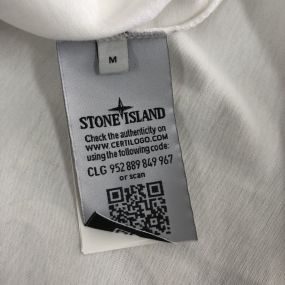 M
STONE ISLAND
Check the authenticity on
WWW.CERTILOGO.COM
using the following code:
CLG 952 889 849 967
or scan